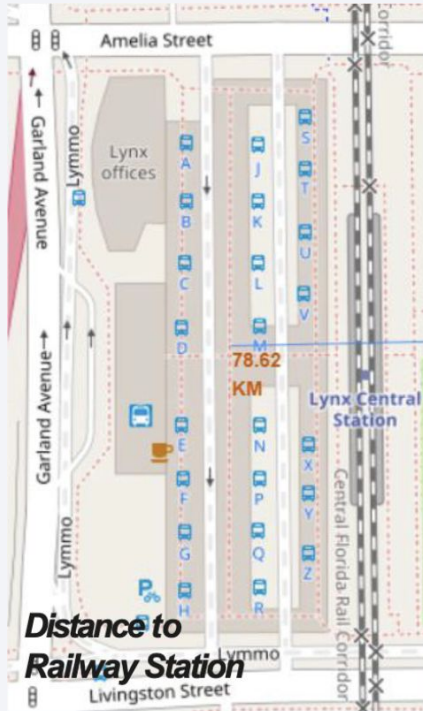 Corridor
Amelia Street
Garland Avenue
Lymmo
Lynx
offices
A
B
C
D
E
F
G
H
J
K
L
M
N
P
Q
R
S
T
U
V
X
Y
Z
78.62
KM
Lynx Central
Station
Garland Avenue
Lymmo
Central Florida Rail Corridor
P
Distance to
Railway Station
Lymmo
Livingston Street